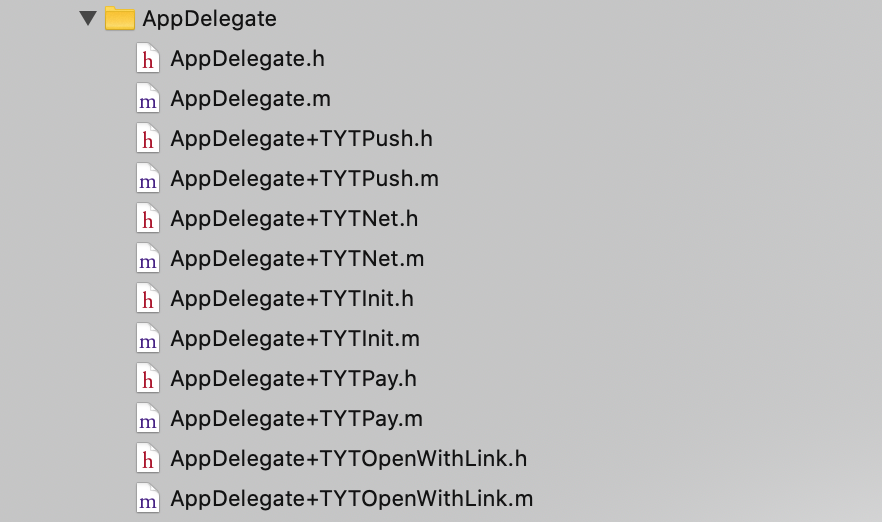 AppDelegate
h AppDelegate.h
m AppDelegate.m
h AppDelegate+TYTPush.h
m AppDelegate+TYTPush.m
h AppDelegate+TYTNet.h
m AppDelegate+TYTNet.m
h AppDelegate+TYTInit.h
m AppDelegate+TYTInit.m
h AppDelegate+TYTPay.h
m AppDelegate+TYTPay.m
h AppDelegate+TYTOpenWithLink.h
m AppDelegate+TYTOpenWithLink.m